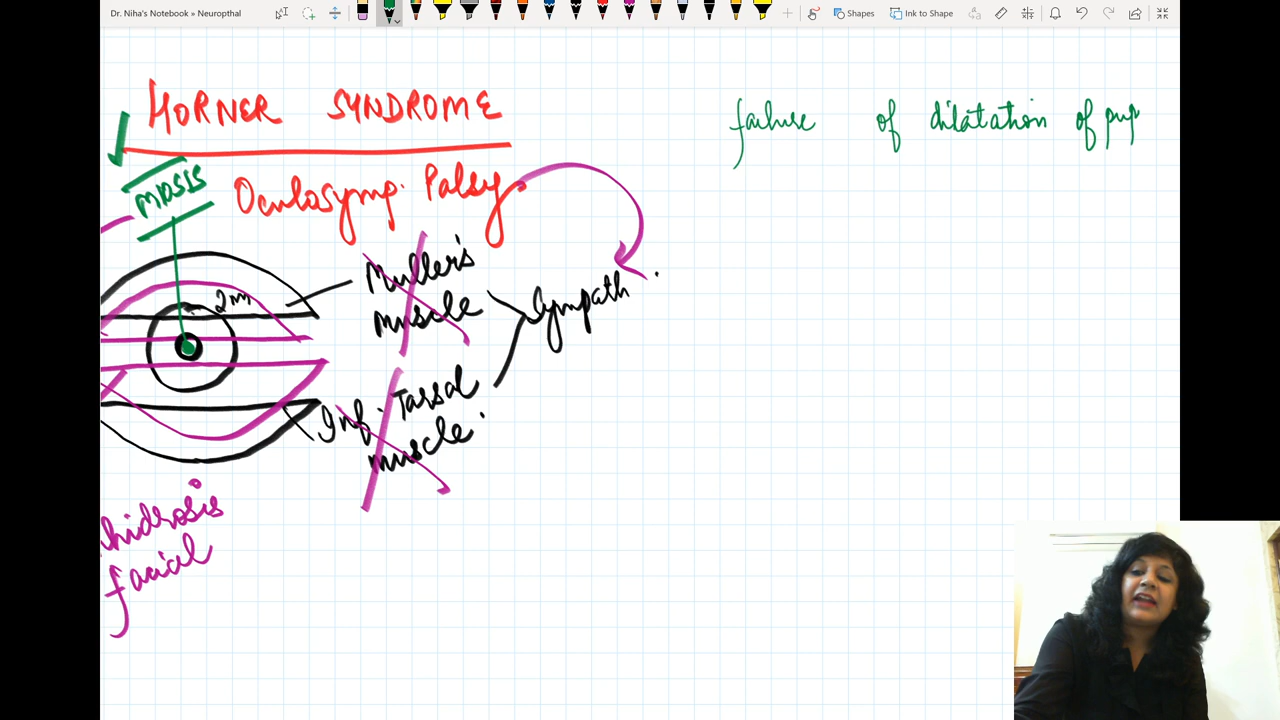 Dr. Niha's Notebook » Neuropthal
Shapes
Ink to Shape
HORNER SYNDROME
failure of dilatation of pup
MIOSIS
Oculosymp. Palsy
Muller's
muscle
2m
Sympath.
Inf. Tarsal
muscle
hidrosis
facial